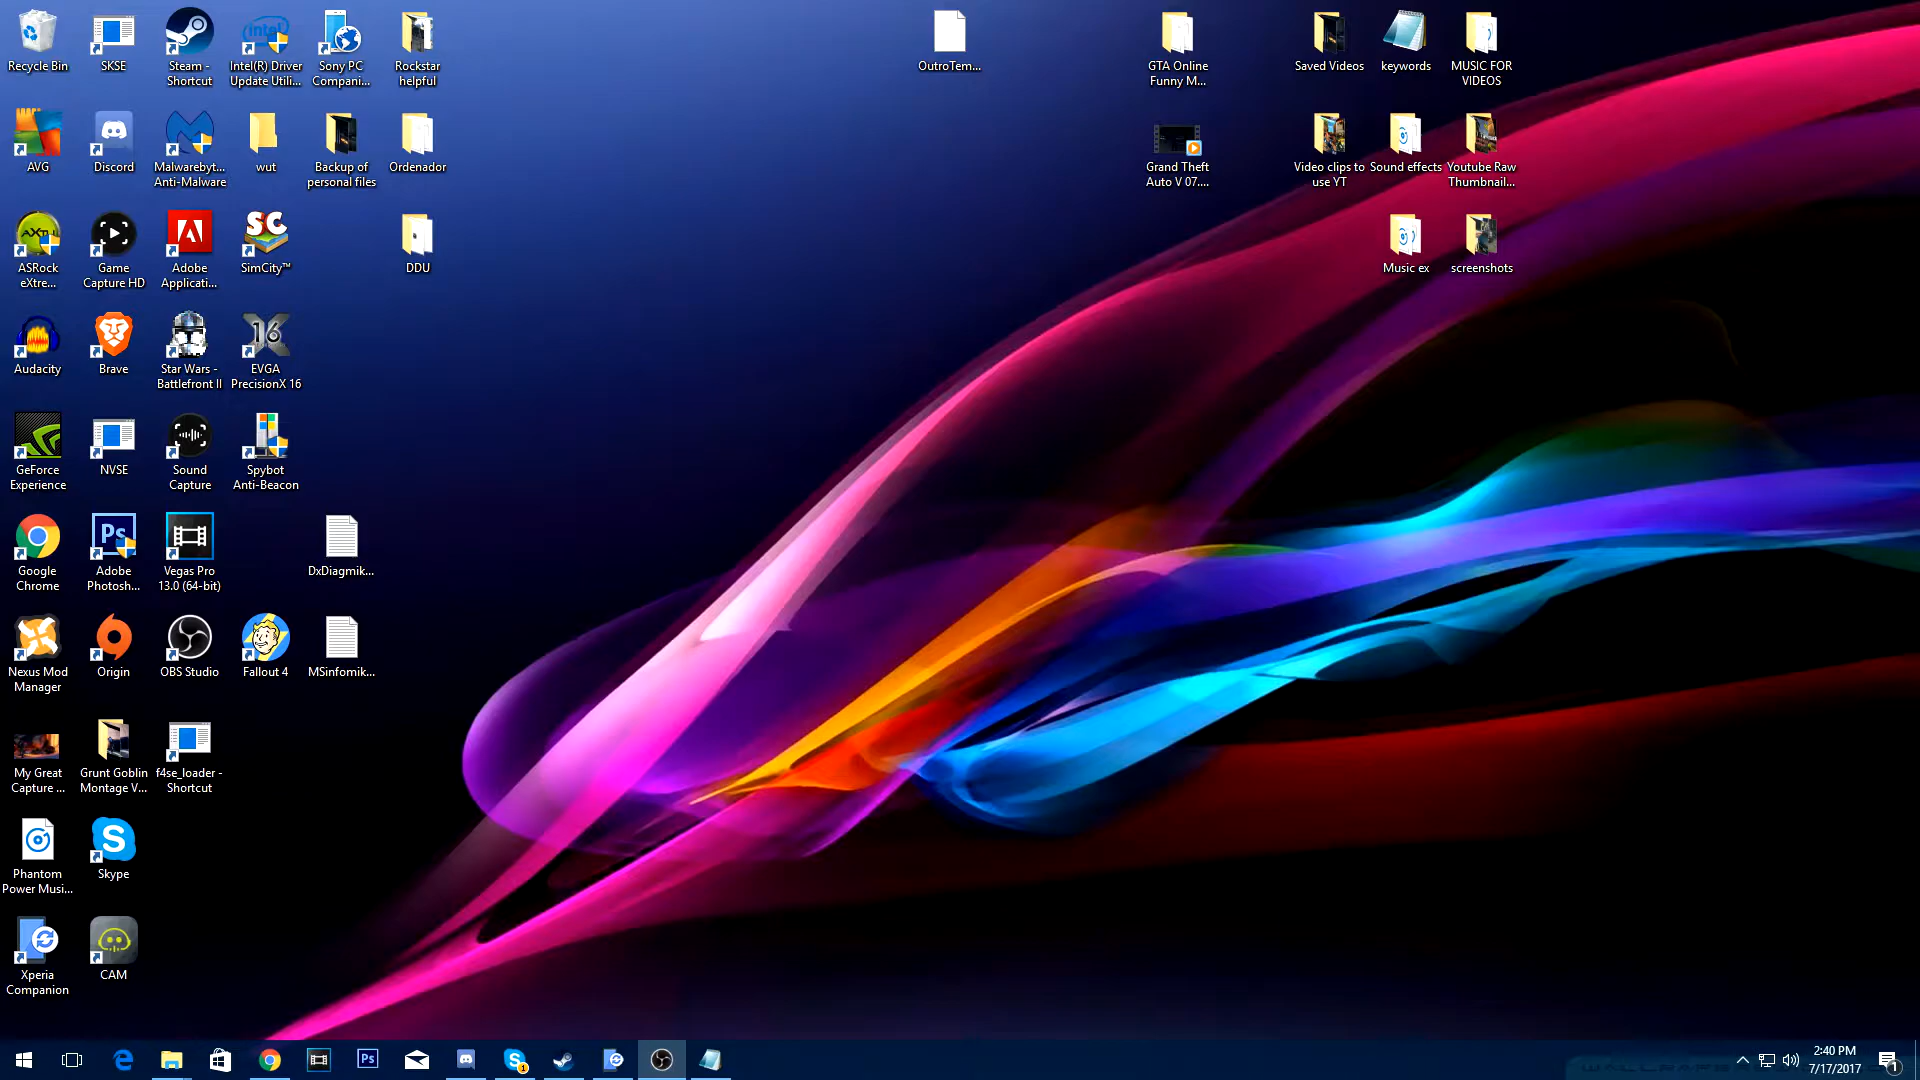 Recycle Bin
SKSE
Steam -
Shortcut
Intel(R) Driver
Update Utili...
Sony PC
Compani...
Rockstar
helpful
OutroTem...
GTA Online
Funny M...
Saved Videos
keywords
MUSIC FOR
VIDEOS
AVG
Discord
Malwarebyt...
Anti-Malware
wut
Backup of
personal files
Ordenador
Grand Theft
Auto V 07....
Video clips to
use YT
Sound effects
Youtube Raw
Thumbnail...
ASRock
eXtre...
Game
Capture HD
Adobe
Applicati...
SC
SimCity™
DDU
Music ex
screenshots
Audacity
Brave
Star Wars -
Battlefront II
16
EVGA
PrecisionX 16
GeForce
Experience
NVSE
Sound
Capture
Spybot
Anti-Beacon
Google
Chrome
Ps
Adobe
Photosh...
Vegas Pro
13.0 (64-bit)
DxDiagmik...
Nexus Mod
Manager
Origin
OBS Studio
Fallout 4
MSinfomik...
My Great
Capture ...
Grunt Goblin
Montage V...
f4se_loader -
Shortcut
Phantom
Power Musi...
Skype
Xperia
Companion
CAM
Ps
1
2:40 PM
7/17/2017
1